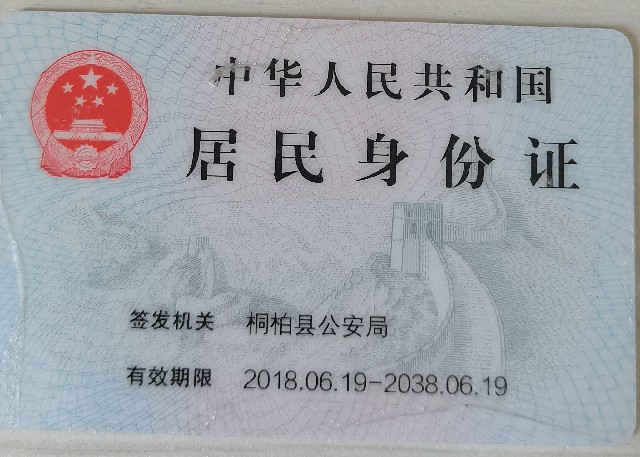 中华人民共和国
居民身份证
签发机关 桐柏县公安局
有效期限 2018.06.19-2038.06.19